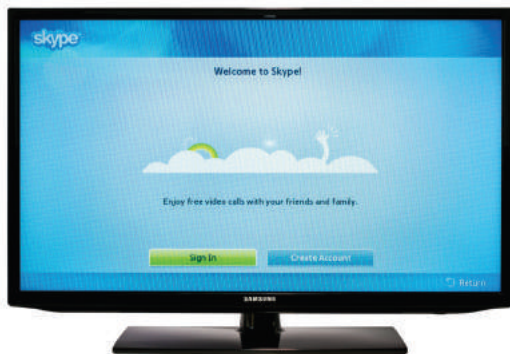 skype
Welcome to Skype!
Enjoy free video calls with your friends and family.
Sign In
Create Account
Return
SAMSUNG